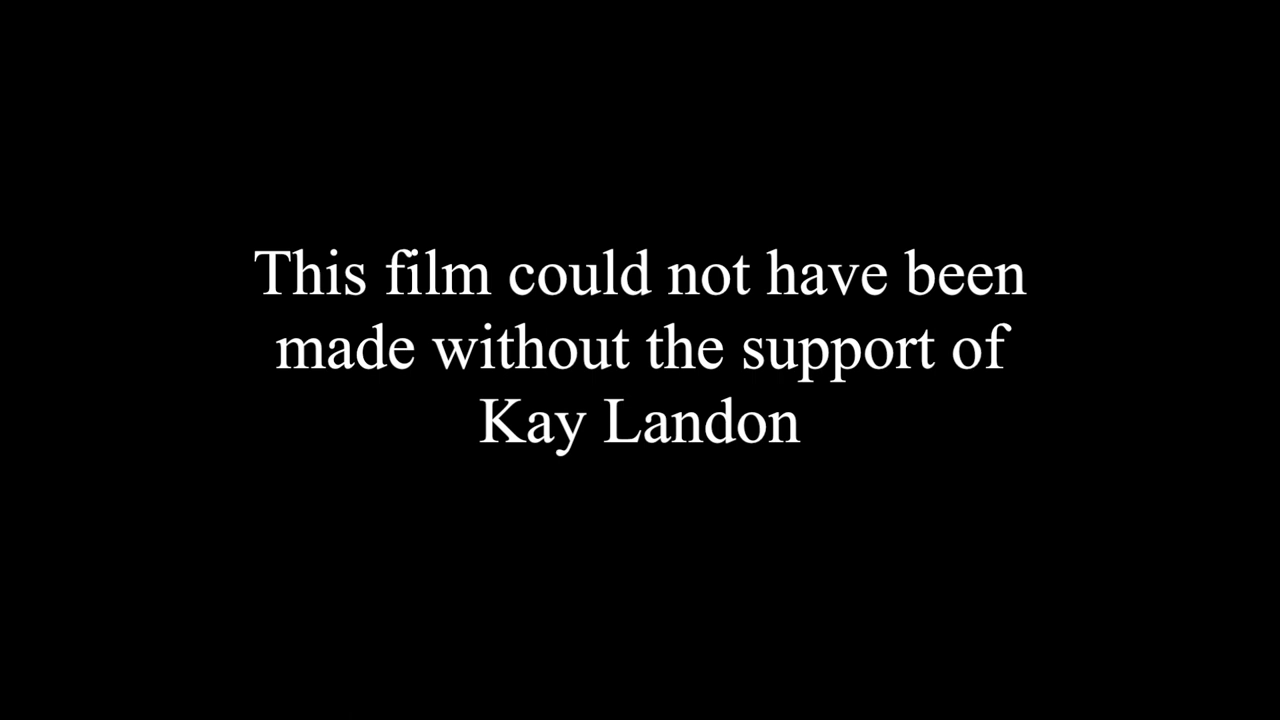 This film could not have been
made without the support of
Kay Landon